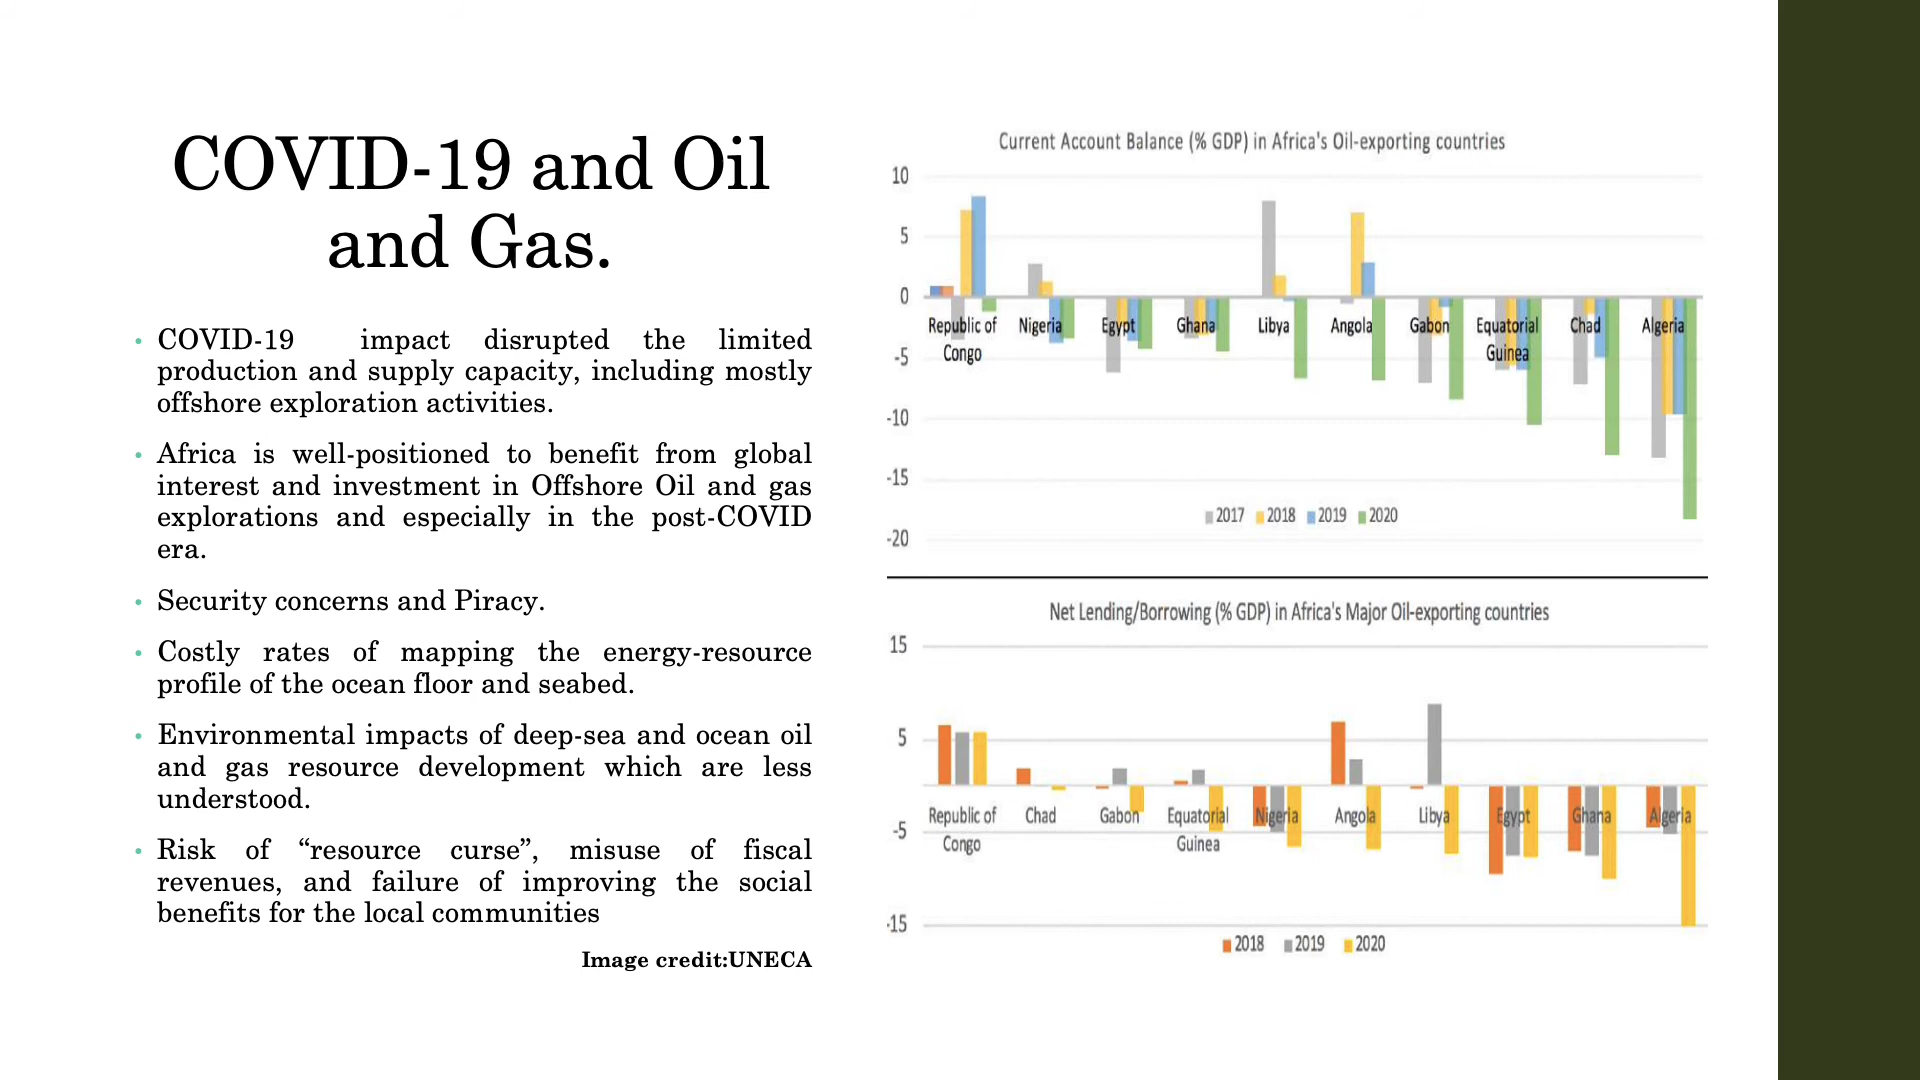 COVID-19 and Oil
and Gas.
• COVID-19 impact disrupted the limited
production and supply capacity, including mostly
offshore exploration activities.
• Africa is well-positioned to benefit from global
interest and investment in Offshore Oil and gas
explorations and especially in the post-COVID
era.
• Security concerns and Piracy.
• Costly rates of mapping the energy-resource
profile of the ocean floor and seabed.
• Environmental impacts of deep-sea and ocean oil
and gas resource development which are less
understood.
• Risk of “resource curse”, misuse of fiscal
revenues, and failure of improving the social
benefits for the local communities
Image credit:UNECA
Current Account Balance (% GDP) in Africa's Oil-exporting countries
10
5
0
Republic of Nigeria Egypt Ghana Libya Angola Gabon Equatorial Chad Algeria
Congo Guinea
-5
-10
-15
2017 2018 2019 2020
-20
Net Lending/Borrowing (% GDP) in Africa's Major Oil-exporting countries
15
5
Republic of Chad Gabon Equatorial Nigeria Angola Libya Egypt Ghana Algeria
-5
Congo Guinea
-15
2018 2019 2020